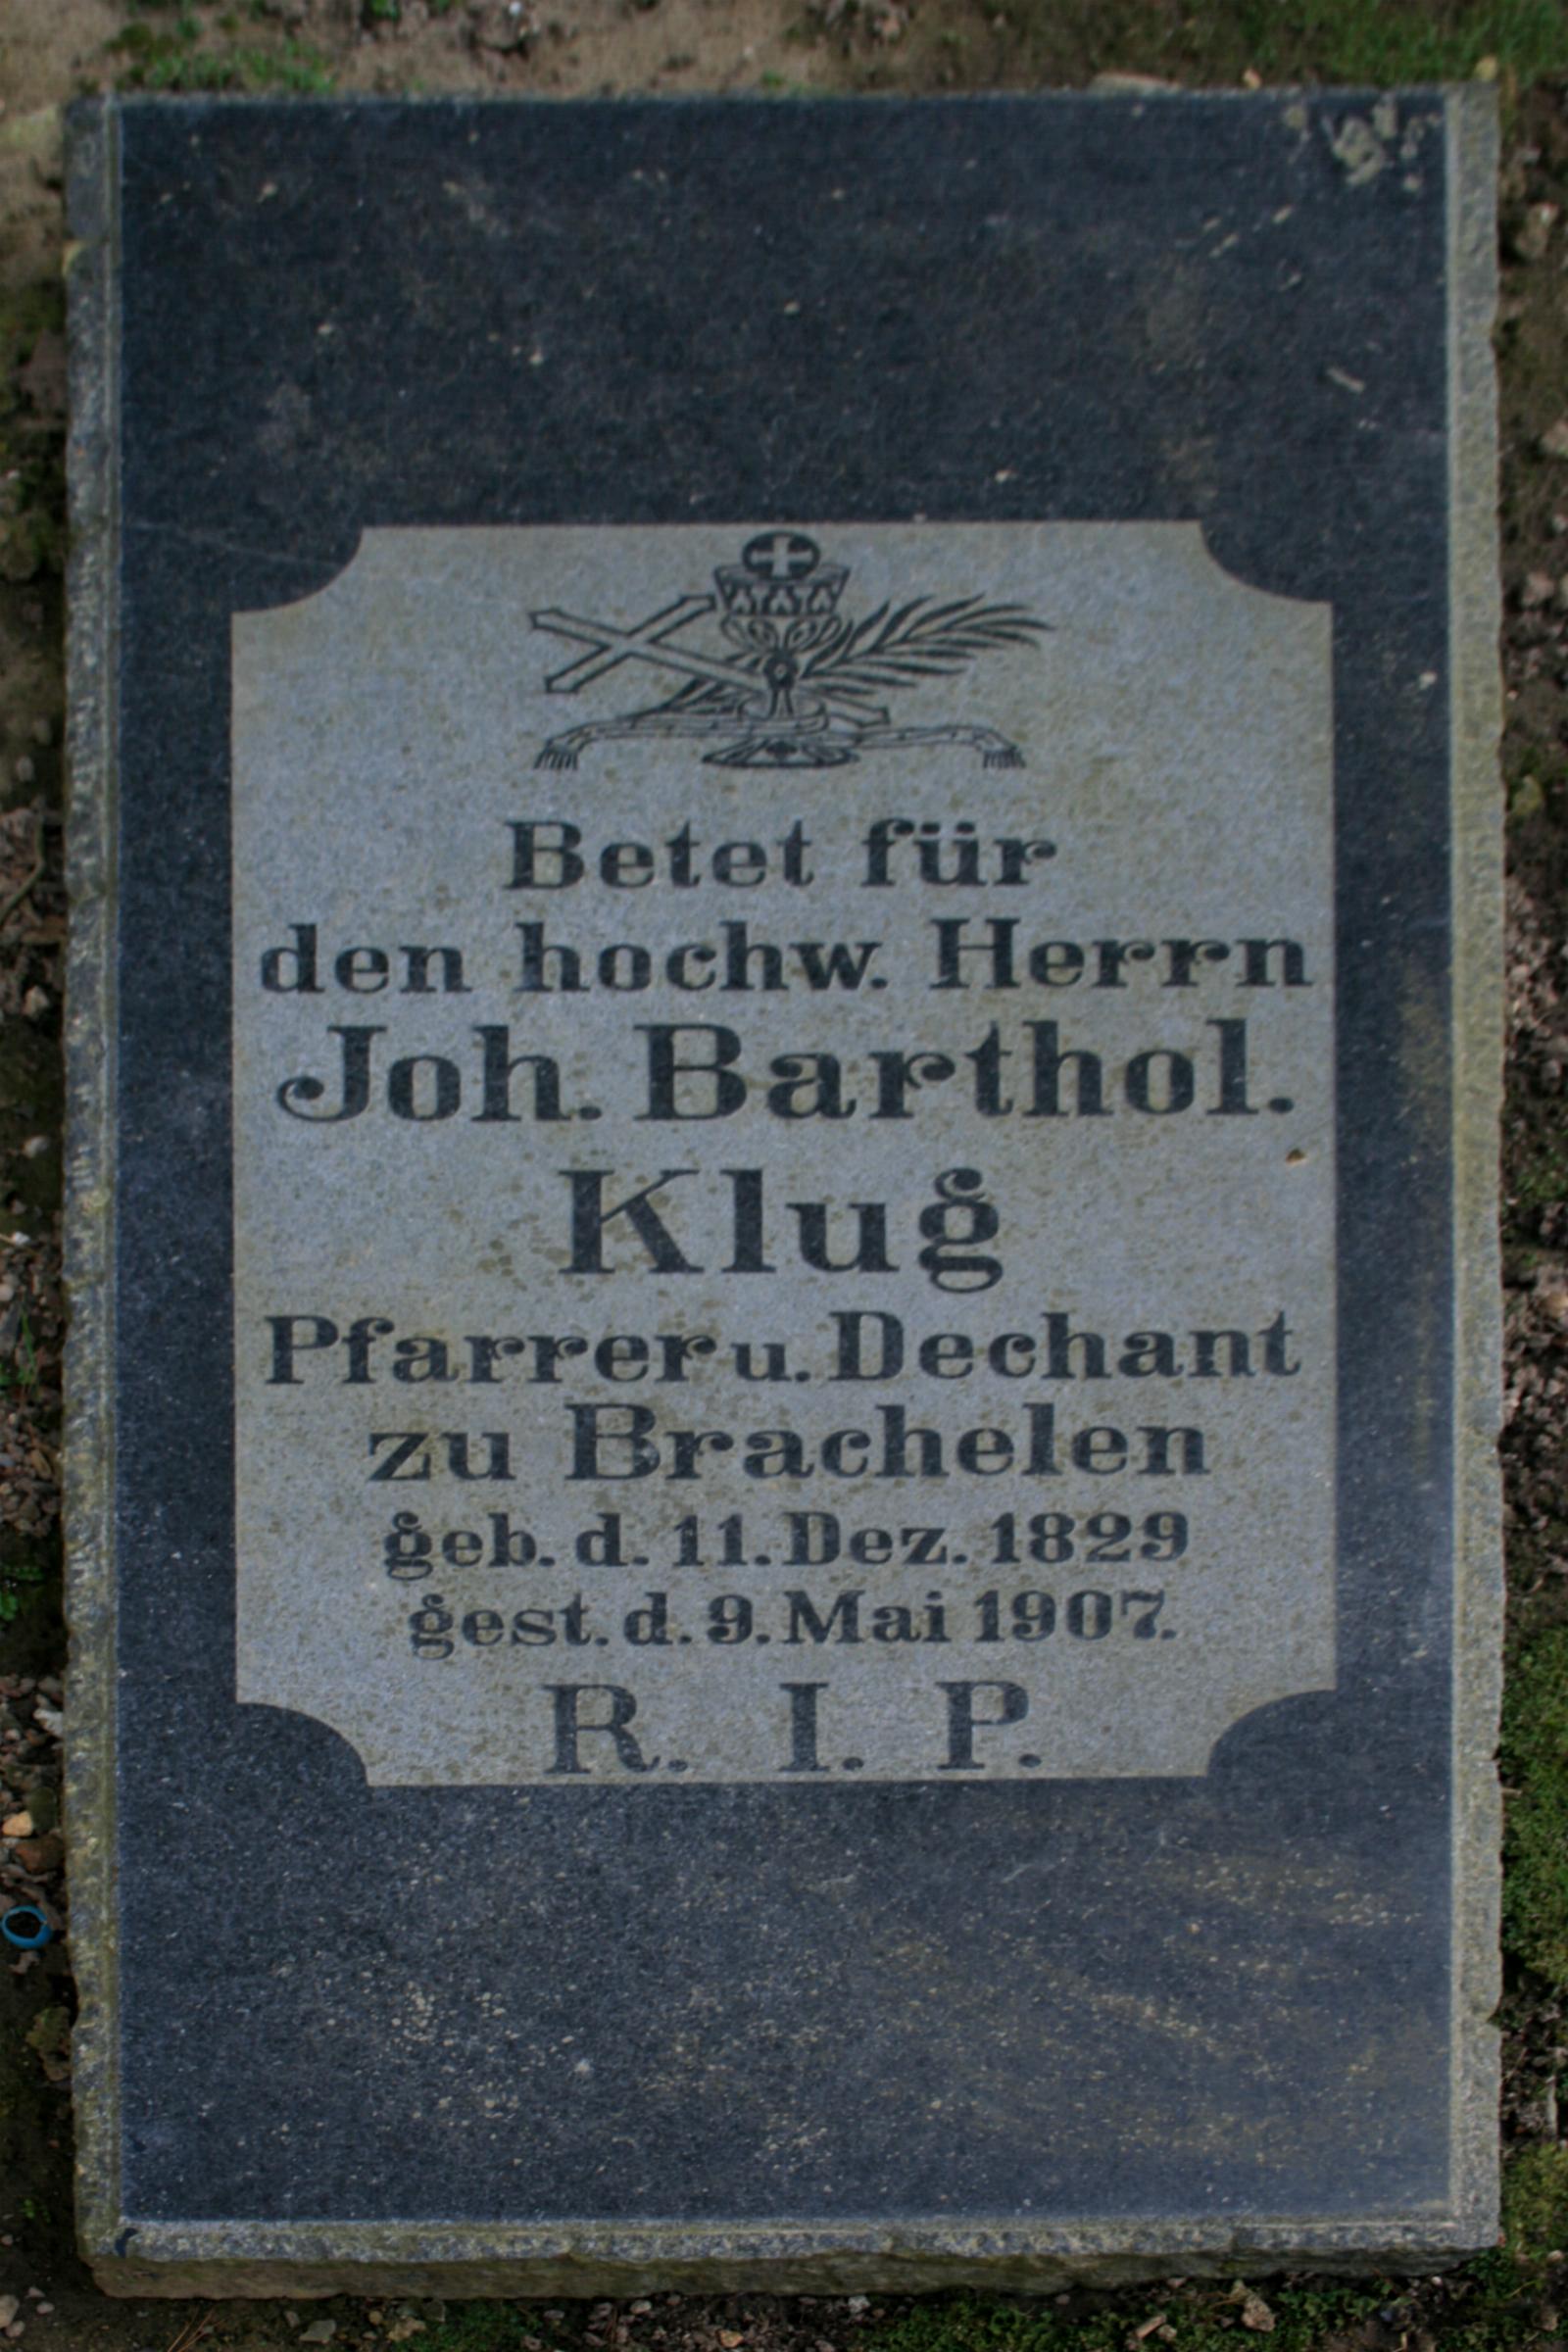 Betet für
den hochw. Herrn
Joh. Barthol.
Klug
Pfarrer u. Dechant
zu Brachelen
geb. d. 11. Dez. 1829
gest. d. 9. Mai 1907.
R. I. P.